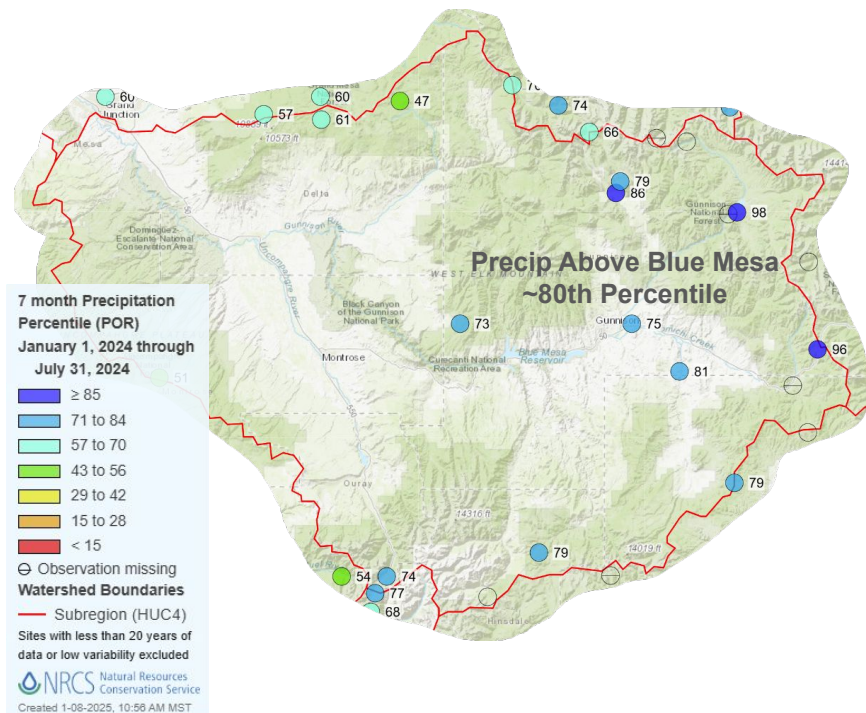 60
Grand
Junction
57
60
10573 ft
61
47
74
66
Mesa
79
86
Gunnison
National
Forest
98
Delta
Gunnison River
Dominguez
Escalante National
Conservation Area
Uncompahgre River
50
Precip Above Blue Mesa
~80th Percentile
WEST ELK MOUNTAINS
Black Canyon
of the Gunnison
National Park
73
Gunnison
75
Blue Mesa
Reservoir
Curecanti National
Recreation Area
Montrose
96
81
50
550
51
79
Ouray
14316 ft
79
14019 ft
54
74
77
68
Hinsdale
7 month Precipitation
Percentile (POR)
January 1, 2024 through
July 31, 2024
≥ 85
71 to 84
57 to 70
43 to 56
29 to 42
15 to 28
< 15
Observation missing
Watershed Boundaries
Subregion (HUC4)
Sites with less than 20 years of
data or low variability excluded
NRCS Natural Resources
Conservation Service
Created 1-08-2025, 10:56 AM MST